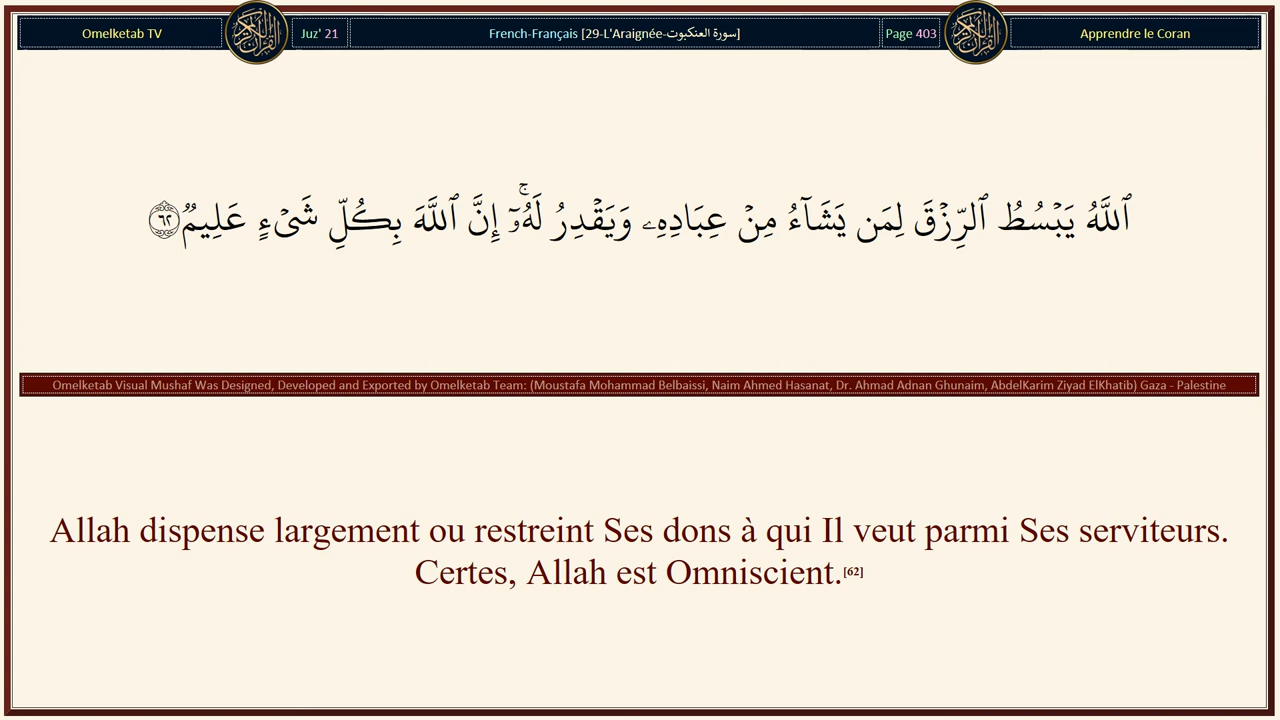 Omelketab TV
Juz' 21
French-Français [29-L'Araignée-سورة العنكبوت]
Page 403
Apprendre le Coran
ٱللَّهُ يَبۡسُطُ ٱلرِّزۡقَ لِمَن يَشَآءُ مِنۡ عِبَادِهِۦ وَيَقۡدِرُ لَهُۥٓۚ إِنَّ ٱللَّهَ بِكُلِّ شَيۡءٍ عَلِيمٞ ٦٢
Omelketab Visual Mushaf Was Designed, Developed and Exported by Omelketab Team: (Moustafa Mohammad Belbaissi, Naim Ahmed Hasanat, Dr. Ahmad Adnan Ghunaim, AbdelKarim Ziyad ElKhatib) Gaza - Palestine
Allah dispense largement ou restreint Ses dons à qui Il veut parmi Ses serviteurs.
Certes, Allah est Omniscient.[62]